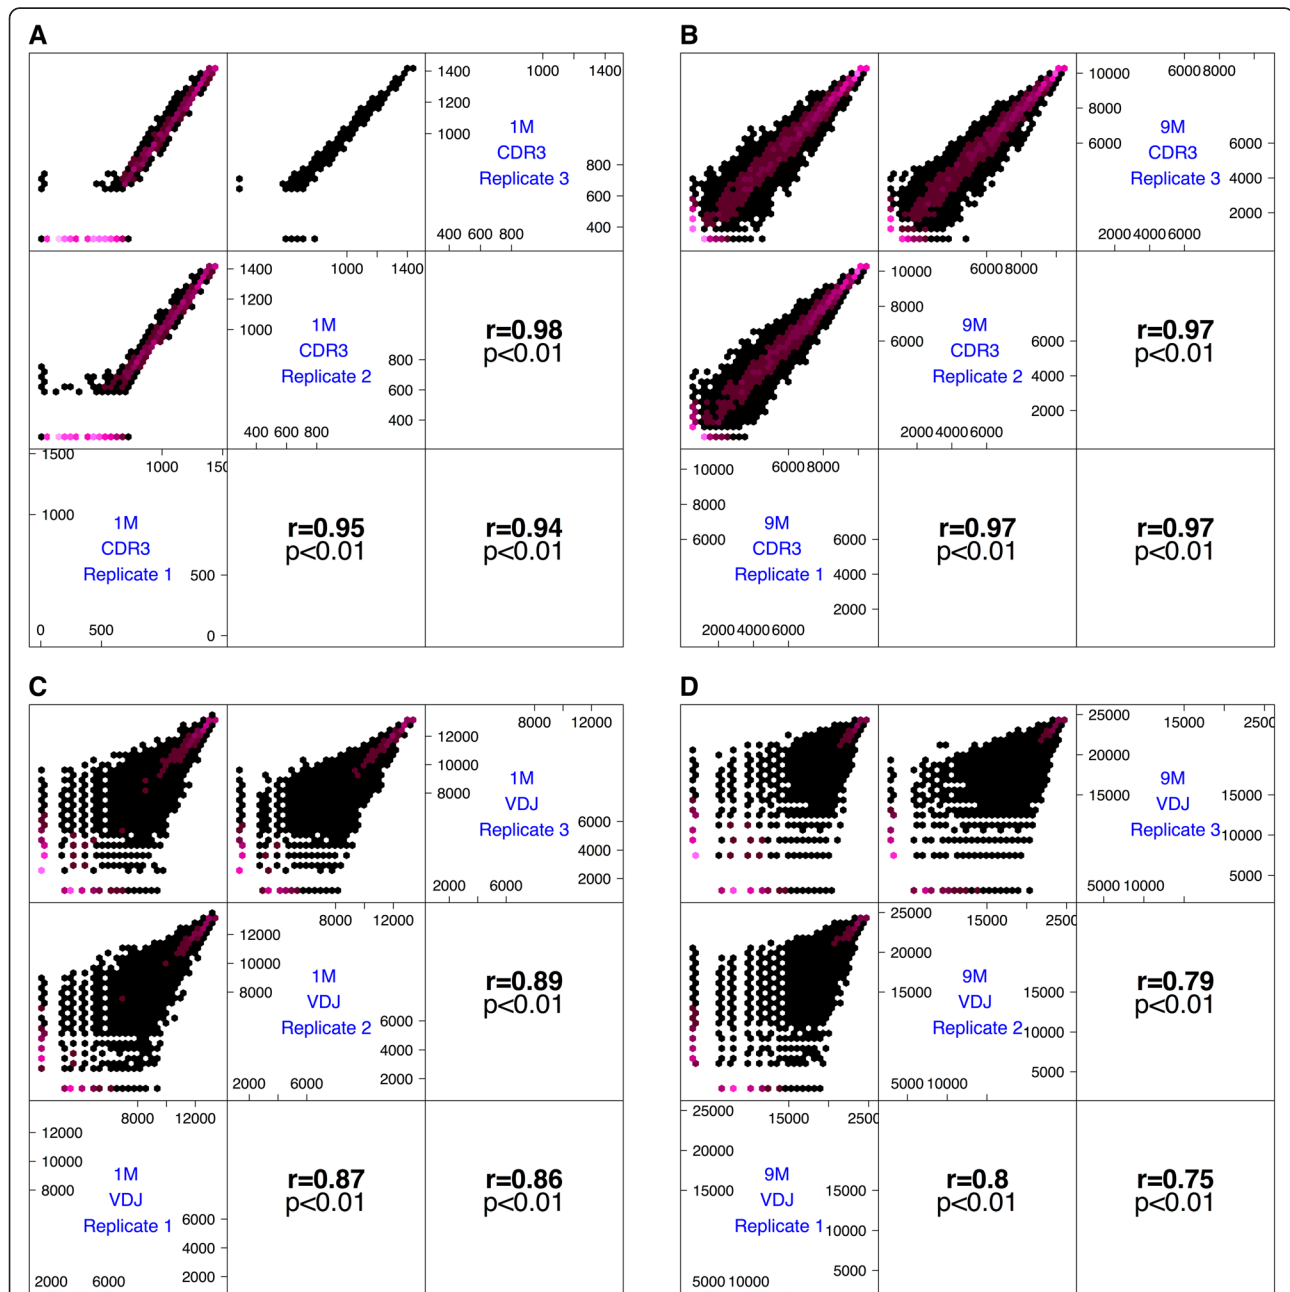 A
1400
1200
1000
1000 1400
1M
CDR3
Replicate 3
800
600
400
400 600 800
1400
1200
1000
1000 1400
1M
CDR3
Replicate 2
800
600
400
400 600 800
r=0.98
p<0.01
1500
1000
1000 150
1M
CDR3
Replicate 1
500
0
0 500
r=0.95
p<0.01
r=0.94
p<0.01
B
10000
8000
6000
6000 8000
9M
CDR3
Replicate 3
6000
4000
2000
2000 4000 6000
10000
8000
6000
6000 8000
9M
CDR3
Replicate 2
6000
4000
2000
2000 4000 6000
r=0.97
p<0.01
10000
8000
6000
6000 8000
9M
CDR3
Replicate 1
6000
4000
2000
2000 4000 6000
r=0.97
p<0.01
r=0.97
p<0.01
C
12000
10000
8000
8000 12000
1M
VDJ
Replicate 3
6000
4000
2000
2000 6000
12000
10000
8000
8000 12000
1M
VDJ
Replicate 2
6000
4000
2000
2000 6000
r=0.89
p<0.01
12000
10000
8000
8000 12000
1M
VDJ
Replicate 1
6000
4000
2000
2000 6000
r=0.87
p<0.01
r=0.86
p<0.01
D
25000
20000
15000
15000 2500
9M
VDJ
Replicate 3
15000
10000
5000
5000 10000
25000
20000
15000
15000 2500
9M
VDJ
Replicate 2
15000
10000
5000
5000 10000
r=0.79
p<0.01
25000
20000
15000
15000 2500
9M
VDJ
Replicate 1
15000
10000
5000
5000 10000
r=0.8
p<0.01
r=0.75
p<0.01